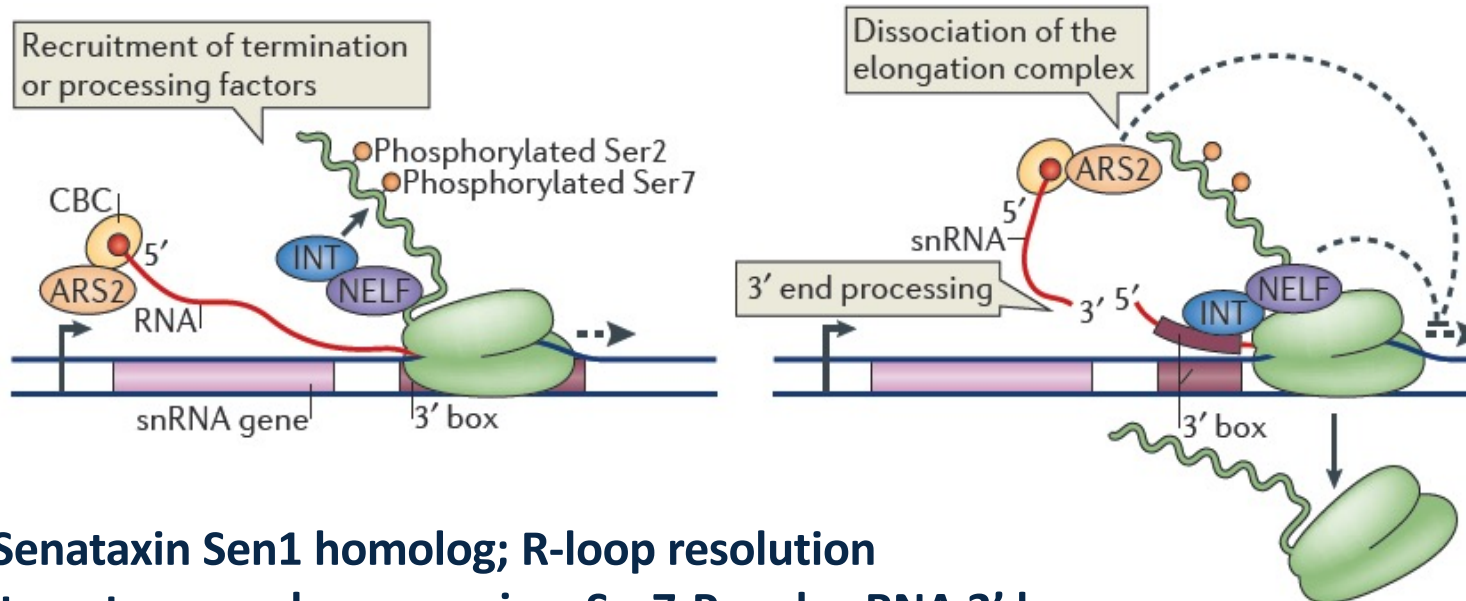 Recruitment of termination
or processing factors
Phosphorylated Ser2
Phosphorylated Ser7
CBC
5′
INT
ARS2
NELF
RNA
snRNA gene
3′ box
Dissociation of the
elongation complex
ARS2
5′
snRNA
3′ end processing
3′ 5′
NELF
INT
3′ box
Senataxin Sen1 homolog; R-loop resolution